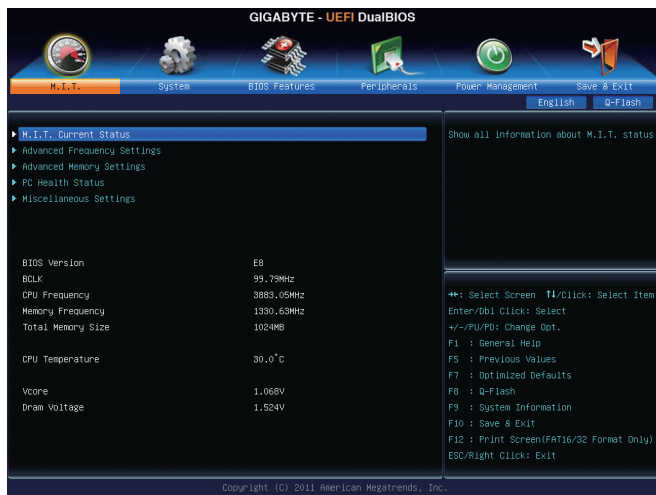 GIGABYTE - UEFI DualBIOS
M.I.T.
System
BIOS Features
Peripherals
Power Management
Save & Exit
English
Q-Flash
M.I.T. Current Status
Advanced Frequency Settings
Advanced Memory Settings
PC Health Status
Miscellaneous Settings
BIOS Version E8
BCLK 99.79MHz
CPU Frequency 3883.05MHz
Memory Frequency 1330.63MHz
Total Memory Size 1024MB
CPU Temperature 30.0°C
Vcore 1.068V
Dram Voltage 1.524V
Show all information about M.I.T. status
→←: Select Screen ↑↓/Click: Select Item
Enter/Dbl Click: Select
+/-/PU/PD: Change Opt.
F1 : General Help
F5 : Previous Values
F7 : Optimized Defaults
F8 : Q-Flash
F9 : System Information
F10 : Save & Exit
F12 : Print Screen(FAT16/32 Format Only)
ESC/Right Click: Exit
Copyright (C) 2011 American Megatrends, Inc.